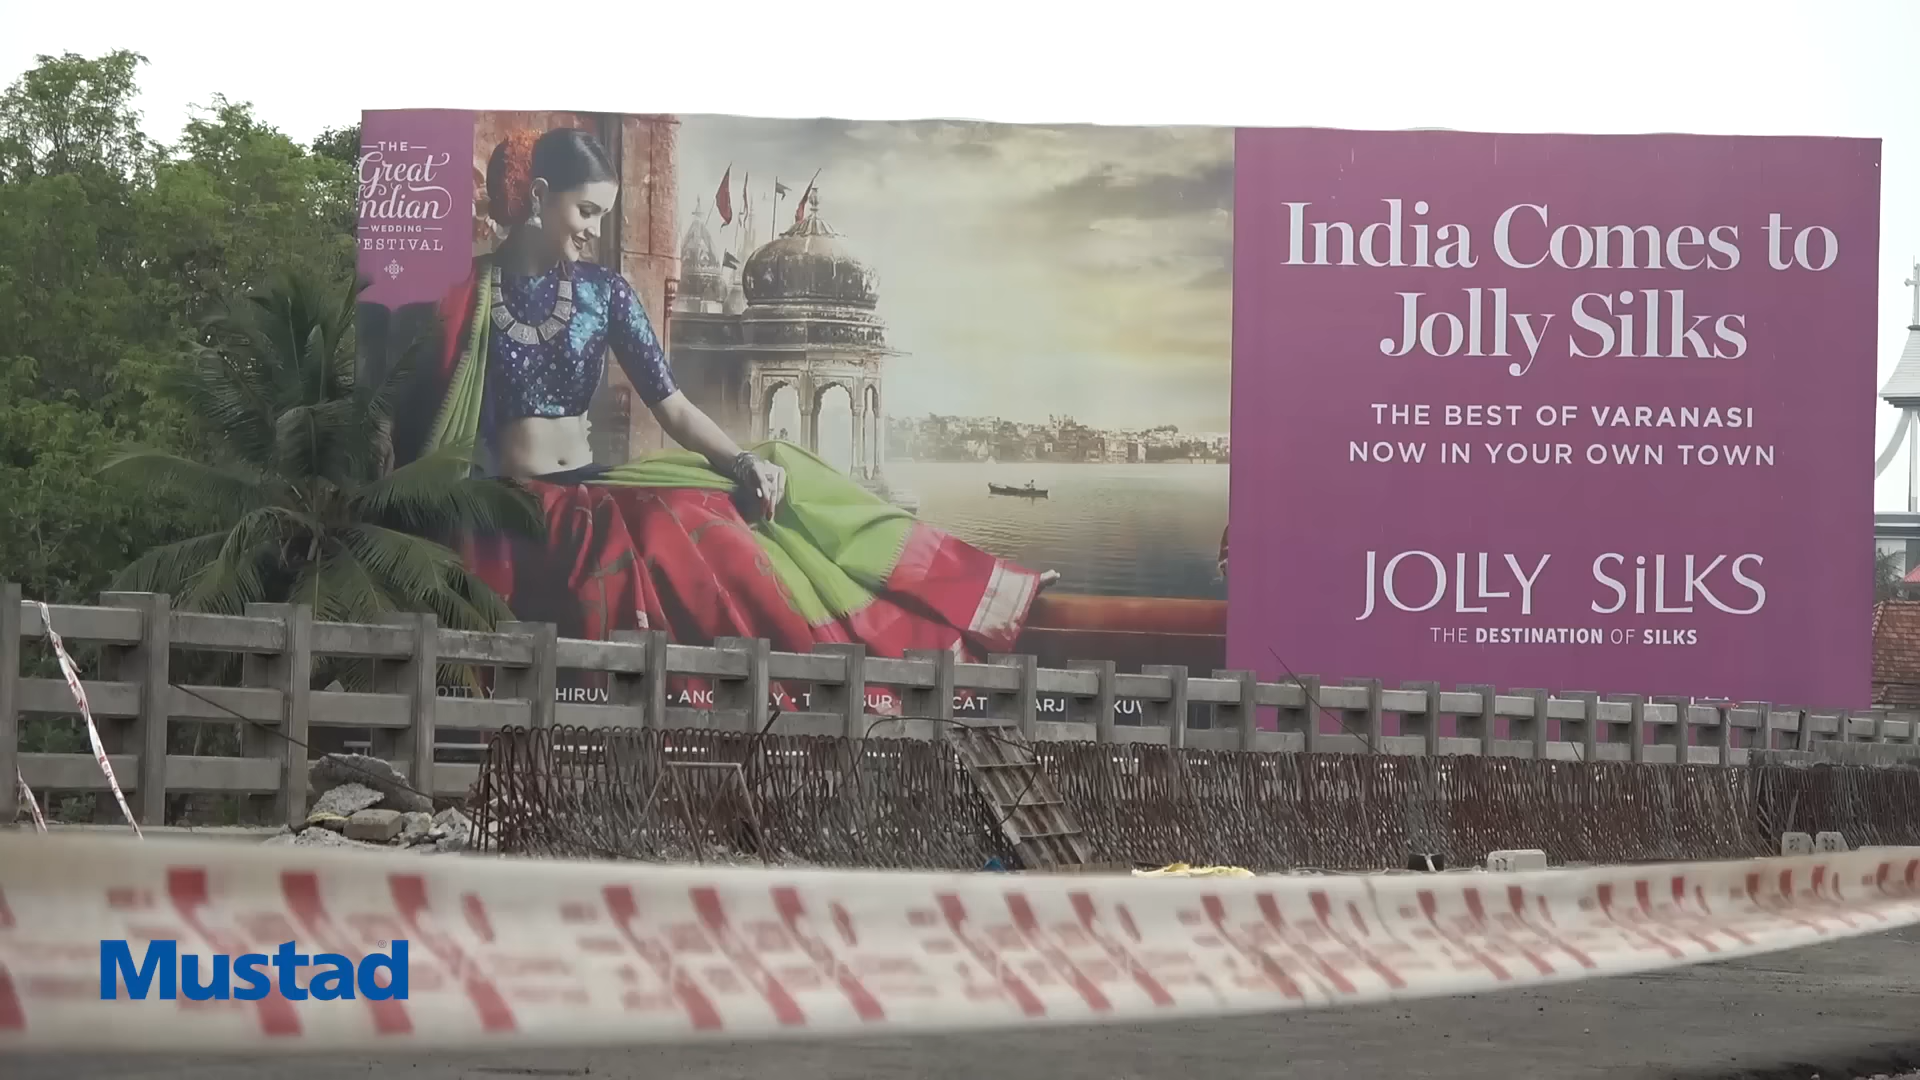 THE
Great
Indian
WEDDING
FESTIVAL
India Comes to
Jolly Silks
THE BEST OF VARANASI
NOW IN YOUR OWN TOWN
JOLLY SiLKS
THE DESTINATION OF SILKS
Mustad®